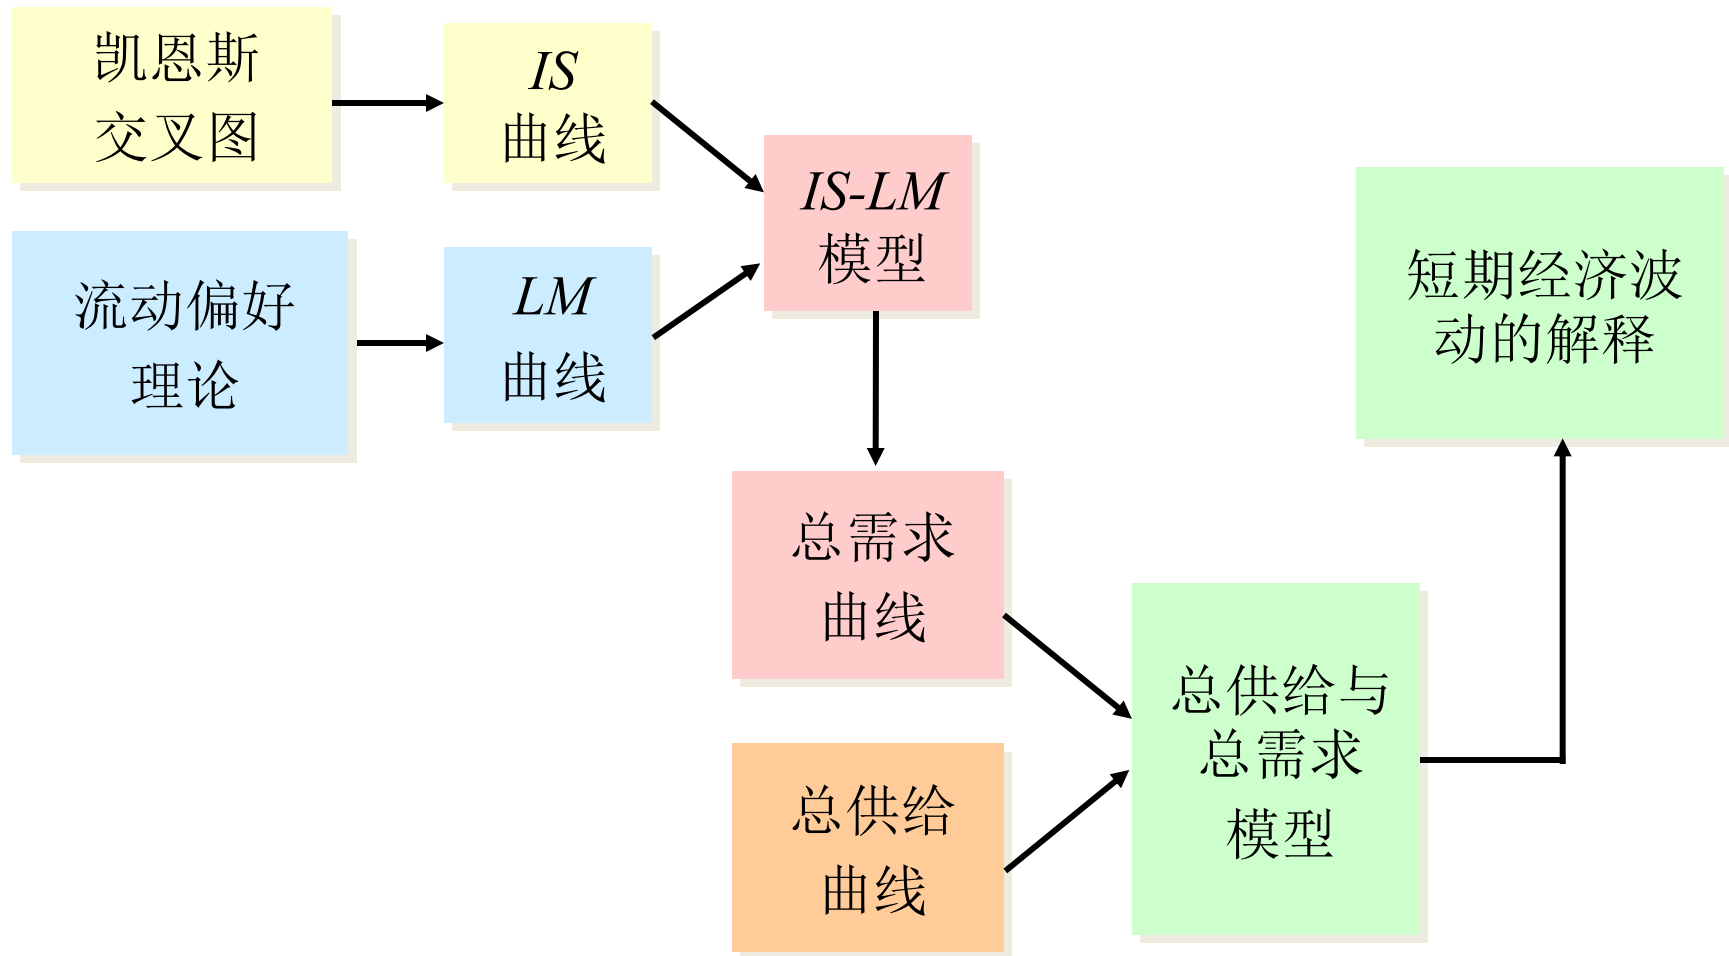 凯恩斯
交叉图
IS
曲线
流动偏好
理论
LM
曲线
IS-LM
模型
总需求
曲线
总供给
曲线
总供给与
总需求
模型
短期经济波
动的解释